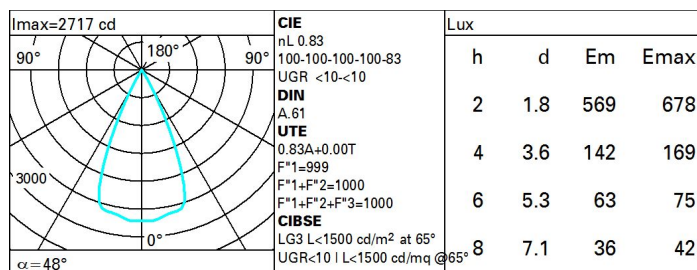 Imax=2717 cd
90° 180° 90°
3000
0°
α=48°
CIE
nL 0.83
100-100-100-100-83
UGR <10-<10
DIN
A.61
UTE
0.83A+0.00T
F"1=999
F"1+F"2=1000
F"1+F"2+F"3=1000
CIBSE
LG3 L<1500 cd/m² at 65°
UGR<10 | L<1500 cd/mq @65°
Lux
h d Em Emax
2 1.8 569 678
4 3.6 142 169
6 5.3 63 75
8 7.1 36 42